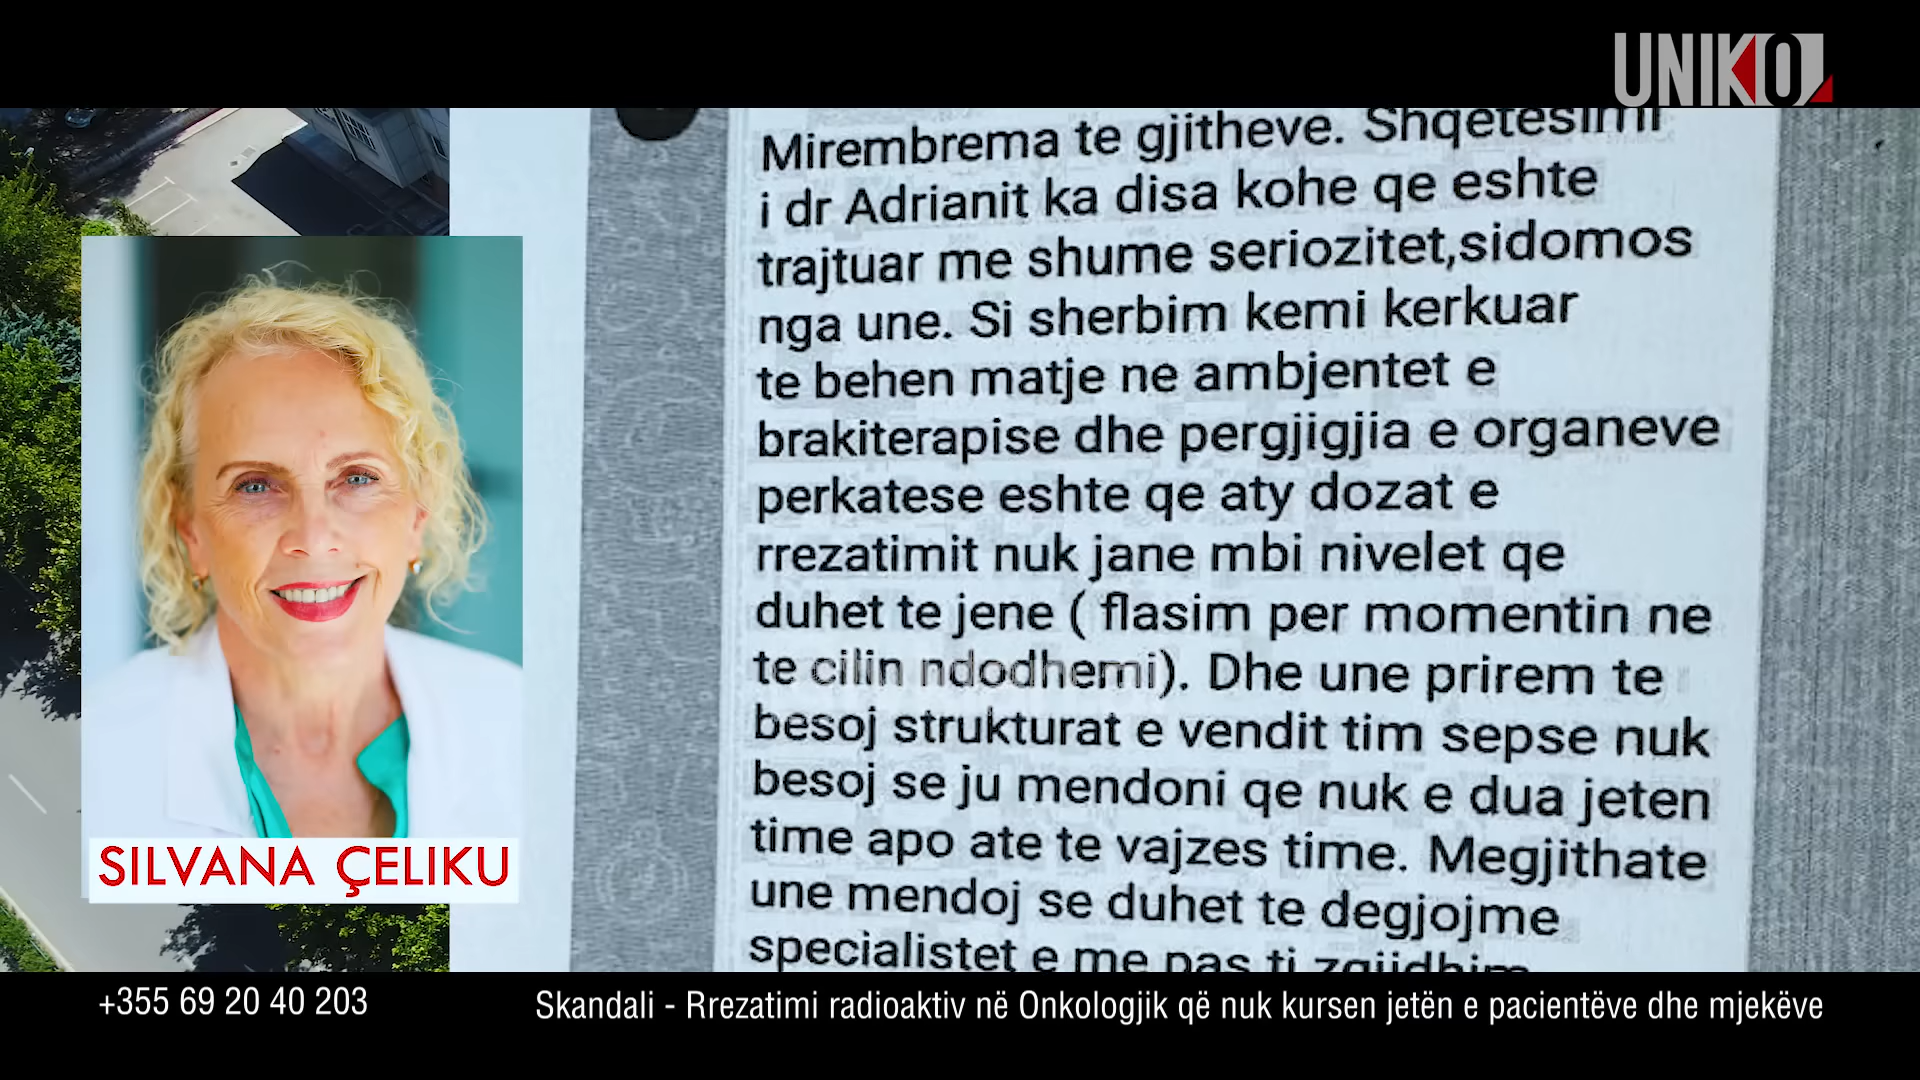 UNIKO
Mirembrema te gjitheve. Shqetesimi
i dr Adrianit ka disa kohe qe eshte
trajtuar me shume seriozitet,sidomos
nga une. Si sherbim kemi kerkuar
te behen matje ne ambjentet e
brakiterapise dhe pergjigjia e organeve
perkatese eshte qe aty dozat e
rrezatimit nuk jane mbi nivelet qe
duhet te jene ( flasim per momentin ne
te cilin ndodhemi). Dhe une prirem te
besoj strukturat e vendit tim sepse nuk
besoj se ju mendoni qe nuk e dua jeten
time apo ate te vajzes time. Megjithate
une mendoj se duhet te degjojme
specialistet e me pas ti zgjidhim
SILVANA ÇELIKU
+355 69 20 40 203
Skandali - Rrezatimi radioaktiv në Onkologjik që nuk kursen jetën e pacientëve dhe mjekëve